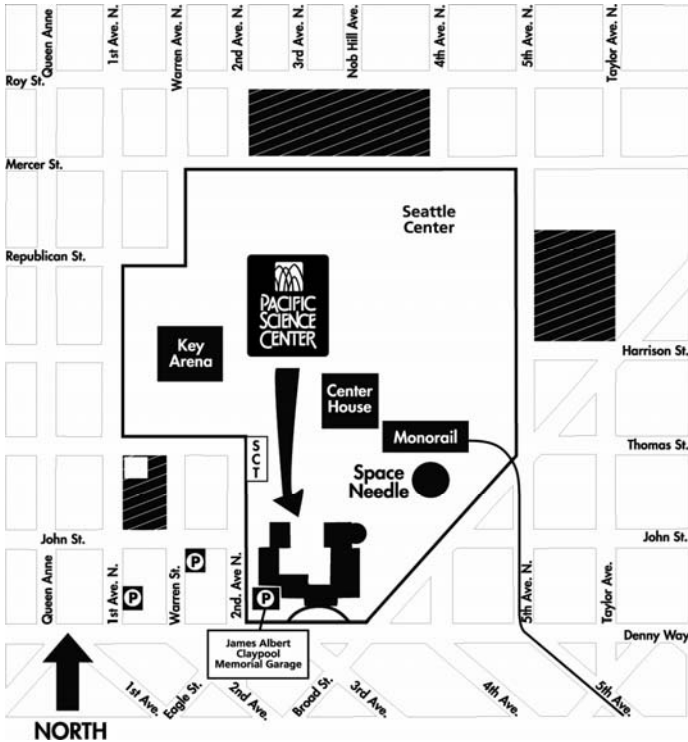 Queen Anne
1st Ave. N.
Warren Ave. N.
2nd Ave. N.
3rd Ave. N.
Nob Hill Ave.
4th Ave. N.
5th Ave. N.
Taylor Ave. N.
Roy St.
Mercer St.
Seattle
Center
Republican St.
PACIFIC
SCIENCE
CENTER
Key
Arena
Harrison St.
Center
House
Monorail
Thomas St.
SCT
Space
Needle
John St.
John St.
P
P
P
Queen Anne
1st Ave. N.
Warren St.
2nd. Ave N.
5th Ave. N.
Taylor Ave.
Denny Way
James Albert
Claypool
Memorial Garage
1st Ave.
Eagle St.
2nd Ave.
Broad St.
3rd Ave.
4th Ave.
5th Ave.
NORTH